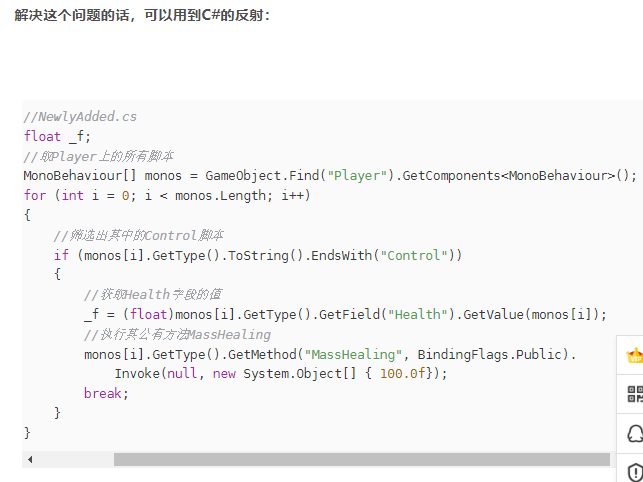 解决这个问题的话，可以用到C#的反射：
//NewlyAdded.cs
float _f;
//取Player上的所有脚本
MonoBehaviour[] monos = GameObject.Find("Player").GetComponents<MonoBehaviour>();
for (int i = 0; i < monos.Length; i++)
{
//筛选出其中的Control脚本
if (monos[i].GetType().ToString().EndsWith("Control"))
{
//获取Health字段的值
_f = (float)monos[i].GetType().GetField("Health").GetValue(monos[i]);
//执行其公有方法MassHealing
monos[i].GetType().GetMethod("MassHealing", BindingFlags.Public).
Invoke(null, new System.Object[] { 100.0f});
break;
}
}